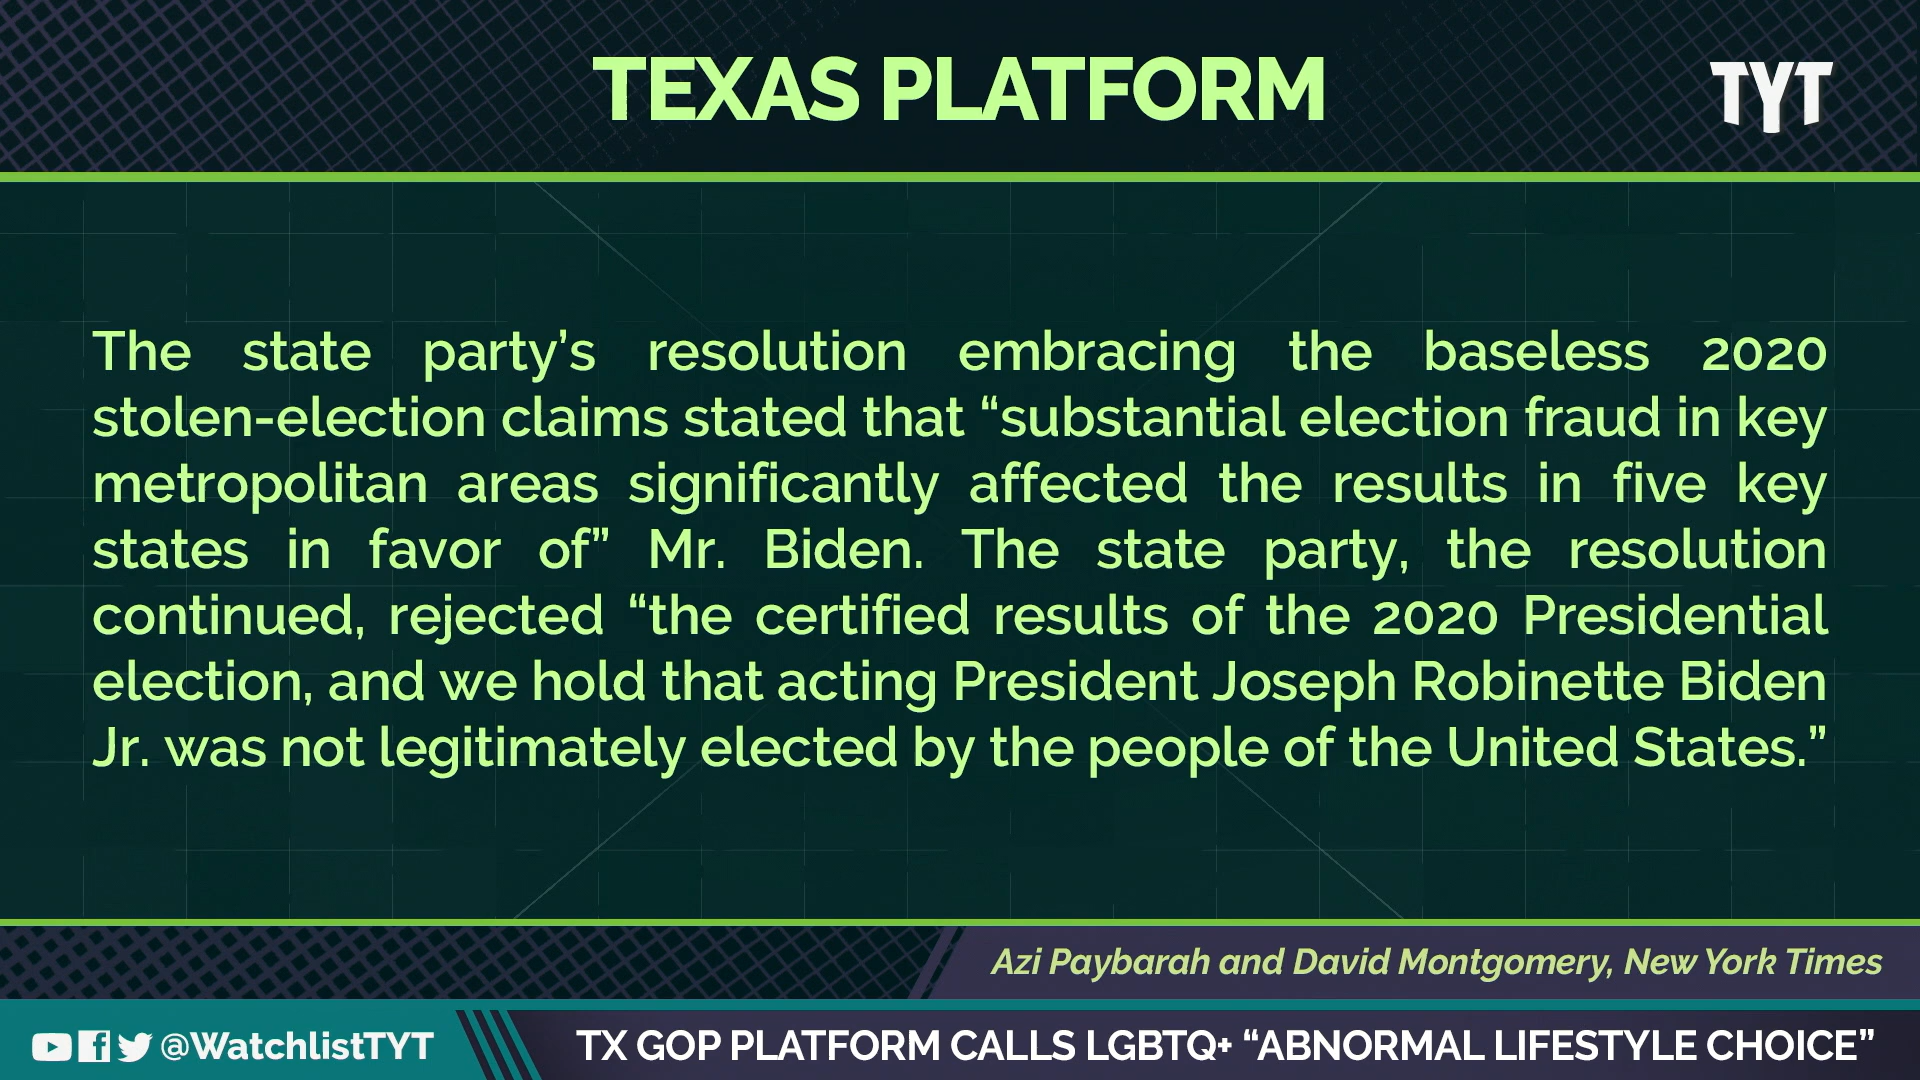 TEXAS PLATFORM
TYT
The state party’s resolution embracing the baseless 2020
stolen-election claims stated that “substantial election fraud in key
metropolitan areas significantly affected the results in five key
states in favor of” Mr. Biden. The state party, the resolution
continued, rejected “the certified results of the 2020 Presidential
election, and we hold that acting President Joseph Robinette Biden
Jr. was not legitimately elected by the people of the United States.”
Azi Paybarah and David Montgomery, New York Times
@WatchlistTYT
TX GOP PLATFORM CALLS LGBTQ+ “ABNORMAL LIFESTYLE CHOICE”